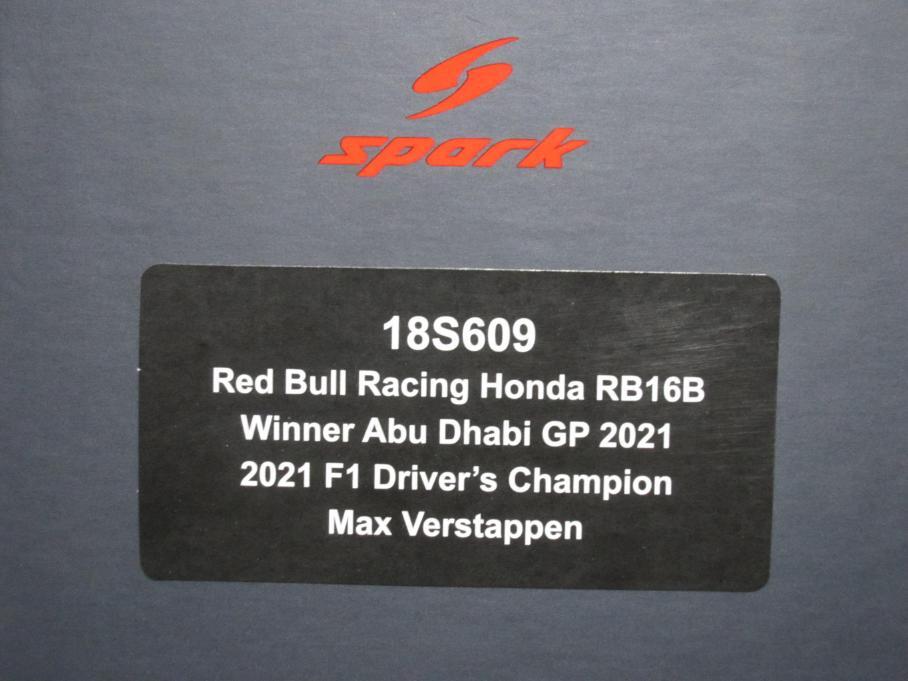 spark
18S609
Red Bull Racing Honda RB16B
Winner Abu Dhabi GP 2021
2021 F1 Driver’s Champion
Max Verstappen